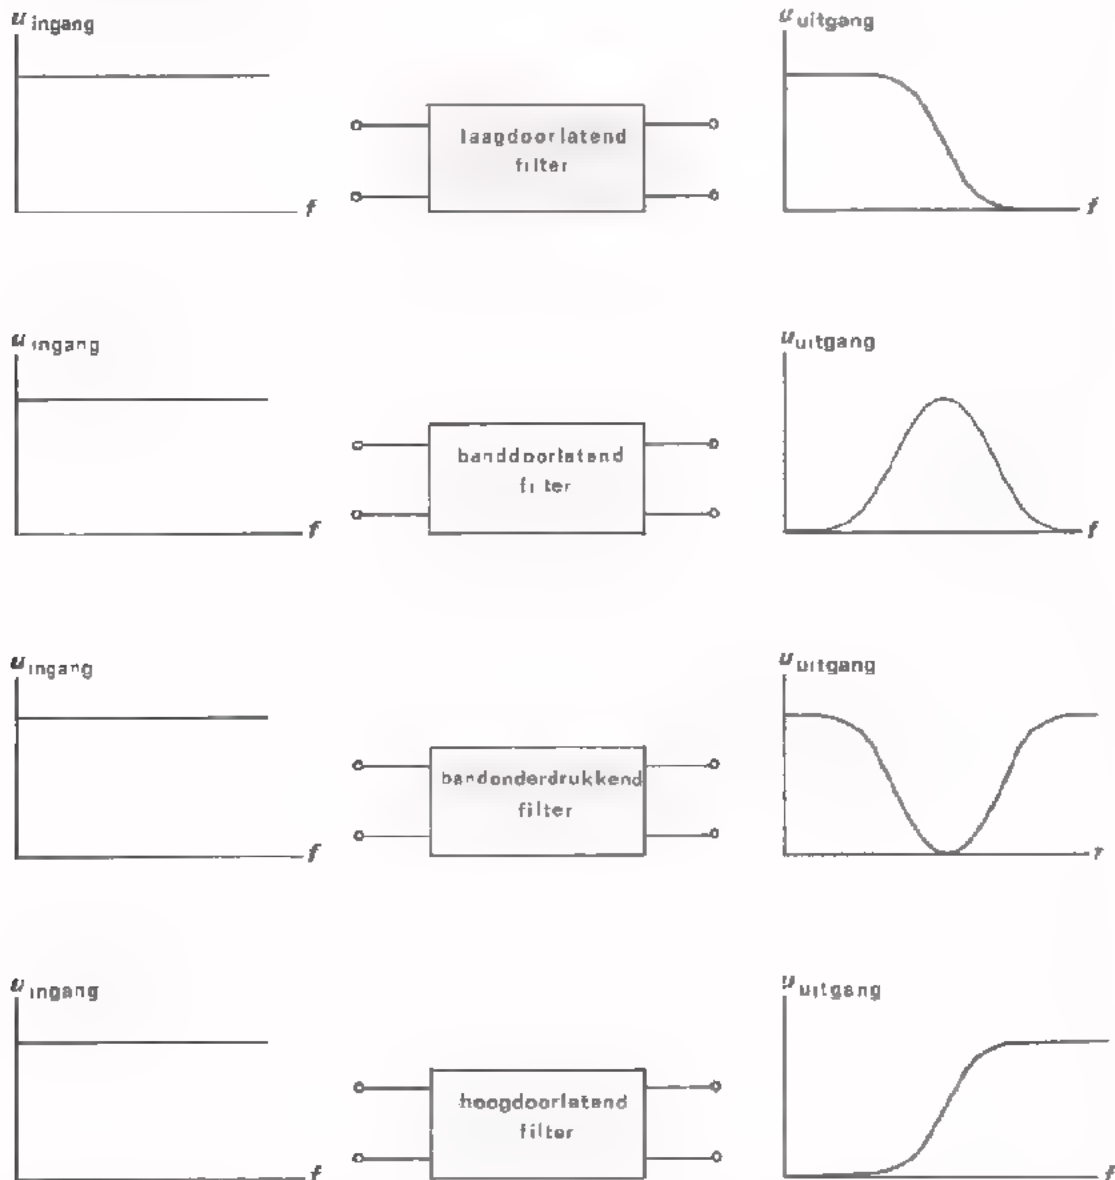 u ingang
u uitgang
laagdoorlatend
filter
f
f
u ingang
u uitgang
banddoorlatend
filter
f
f
u ingang
u uitgang
bandonderdrukkend
filter
f
f
u ingang
u uitgang
hoogdoorlatend
filter
f
f